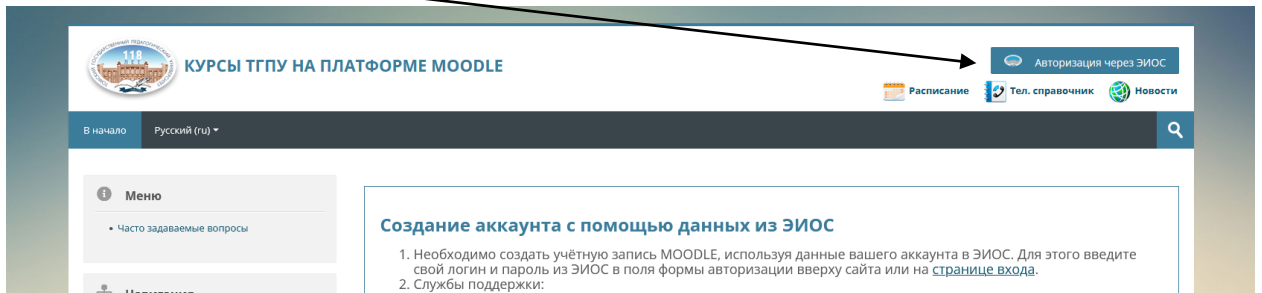 118
КУРСЫ ТГПУ НА ПЛАТФОРМЕ MOODLE
Авторизация через ЭИОС
Расписание
Тел. справочник
Новости
В начало
Русский (ru)
Меню
• Часто задаваемые вопросы
Создание аккаунта с помощью данных из ЭИОС
1. Необходимо создать учётную запись MOODLE, используя данные вашего аккаунта в ЭИОС. Для этого введите
свой логин и пароль из ЭИОС в поля формы авторизации вверху сайта или на странице входа.
2. Службы поддержки: